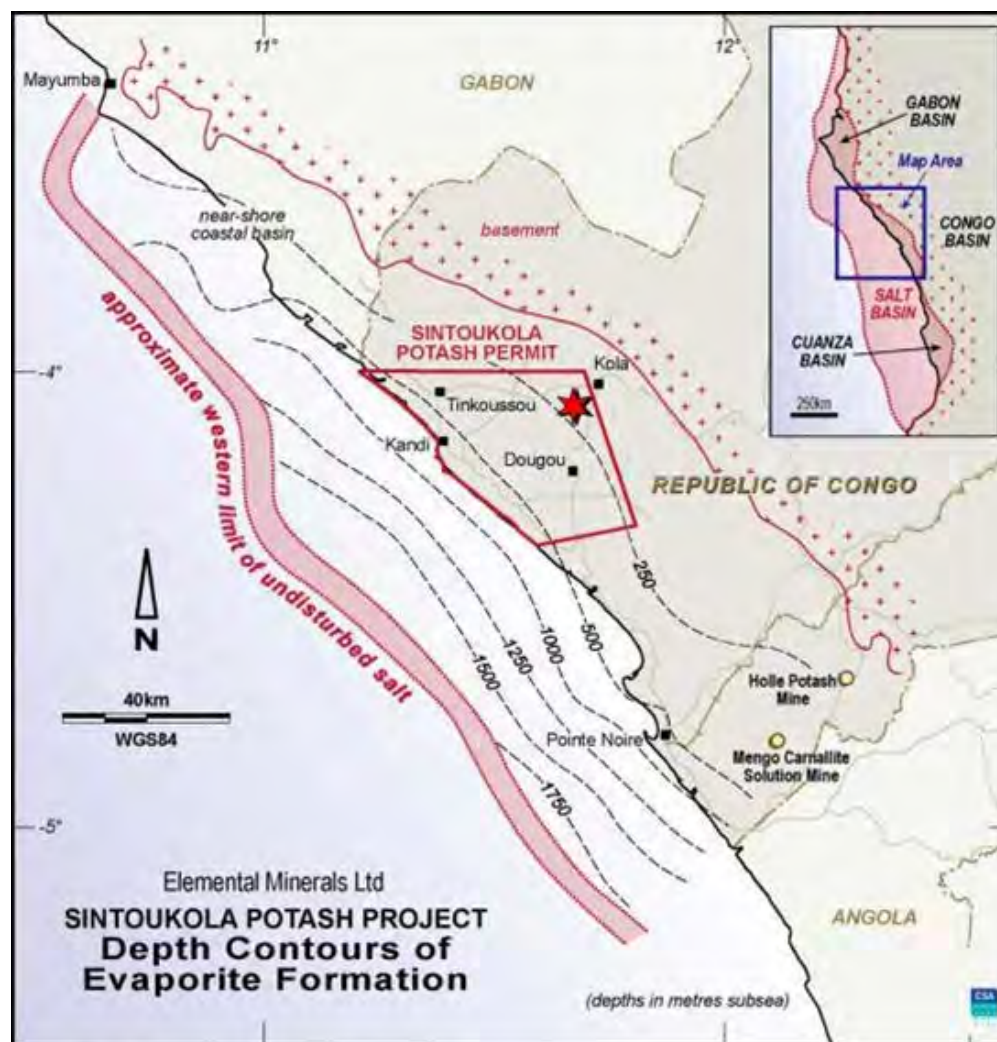 11°
12°
Mayumba
GABON
GABON
BASIN
Map Area
CONGO
BASIN
SALT
BASIN
CUANZA
BASIN
250km
near-shore
coastal basin
basement
-4°
SINTOUKOLA
POTASH PERMIT
Kola
Tinkoussou
Kandi
Dougou
REPUBLIC OF CONGO
approximate western limit of undisturbed salt
250
500
1000
1250
1500
1750
N
40km
WGS84
Holle Potash
Mine
Pointe Noire
Mengo Carnallite
Solution Mine
-5°
Elemental Minerals Ltd
SINTOUKOLA POTASH PROJECT
Depth Contours of
Evaporite Formation
ANGOLA
(depths in metres subsea)
CSA